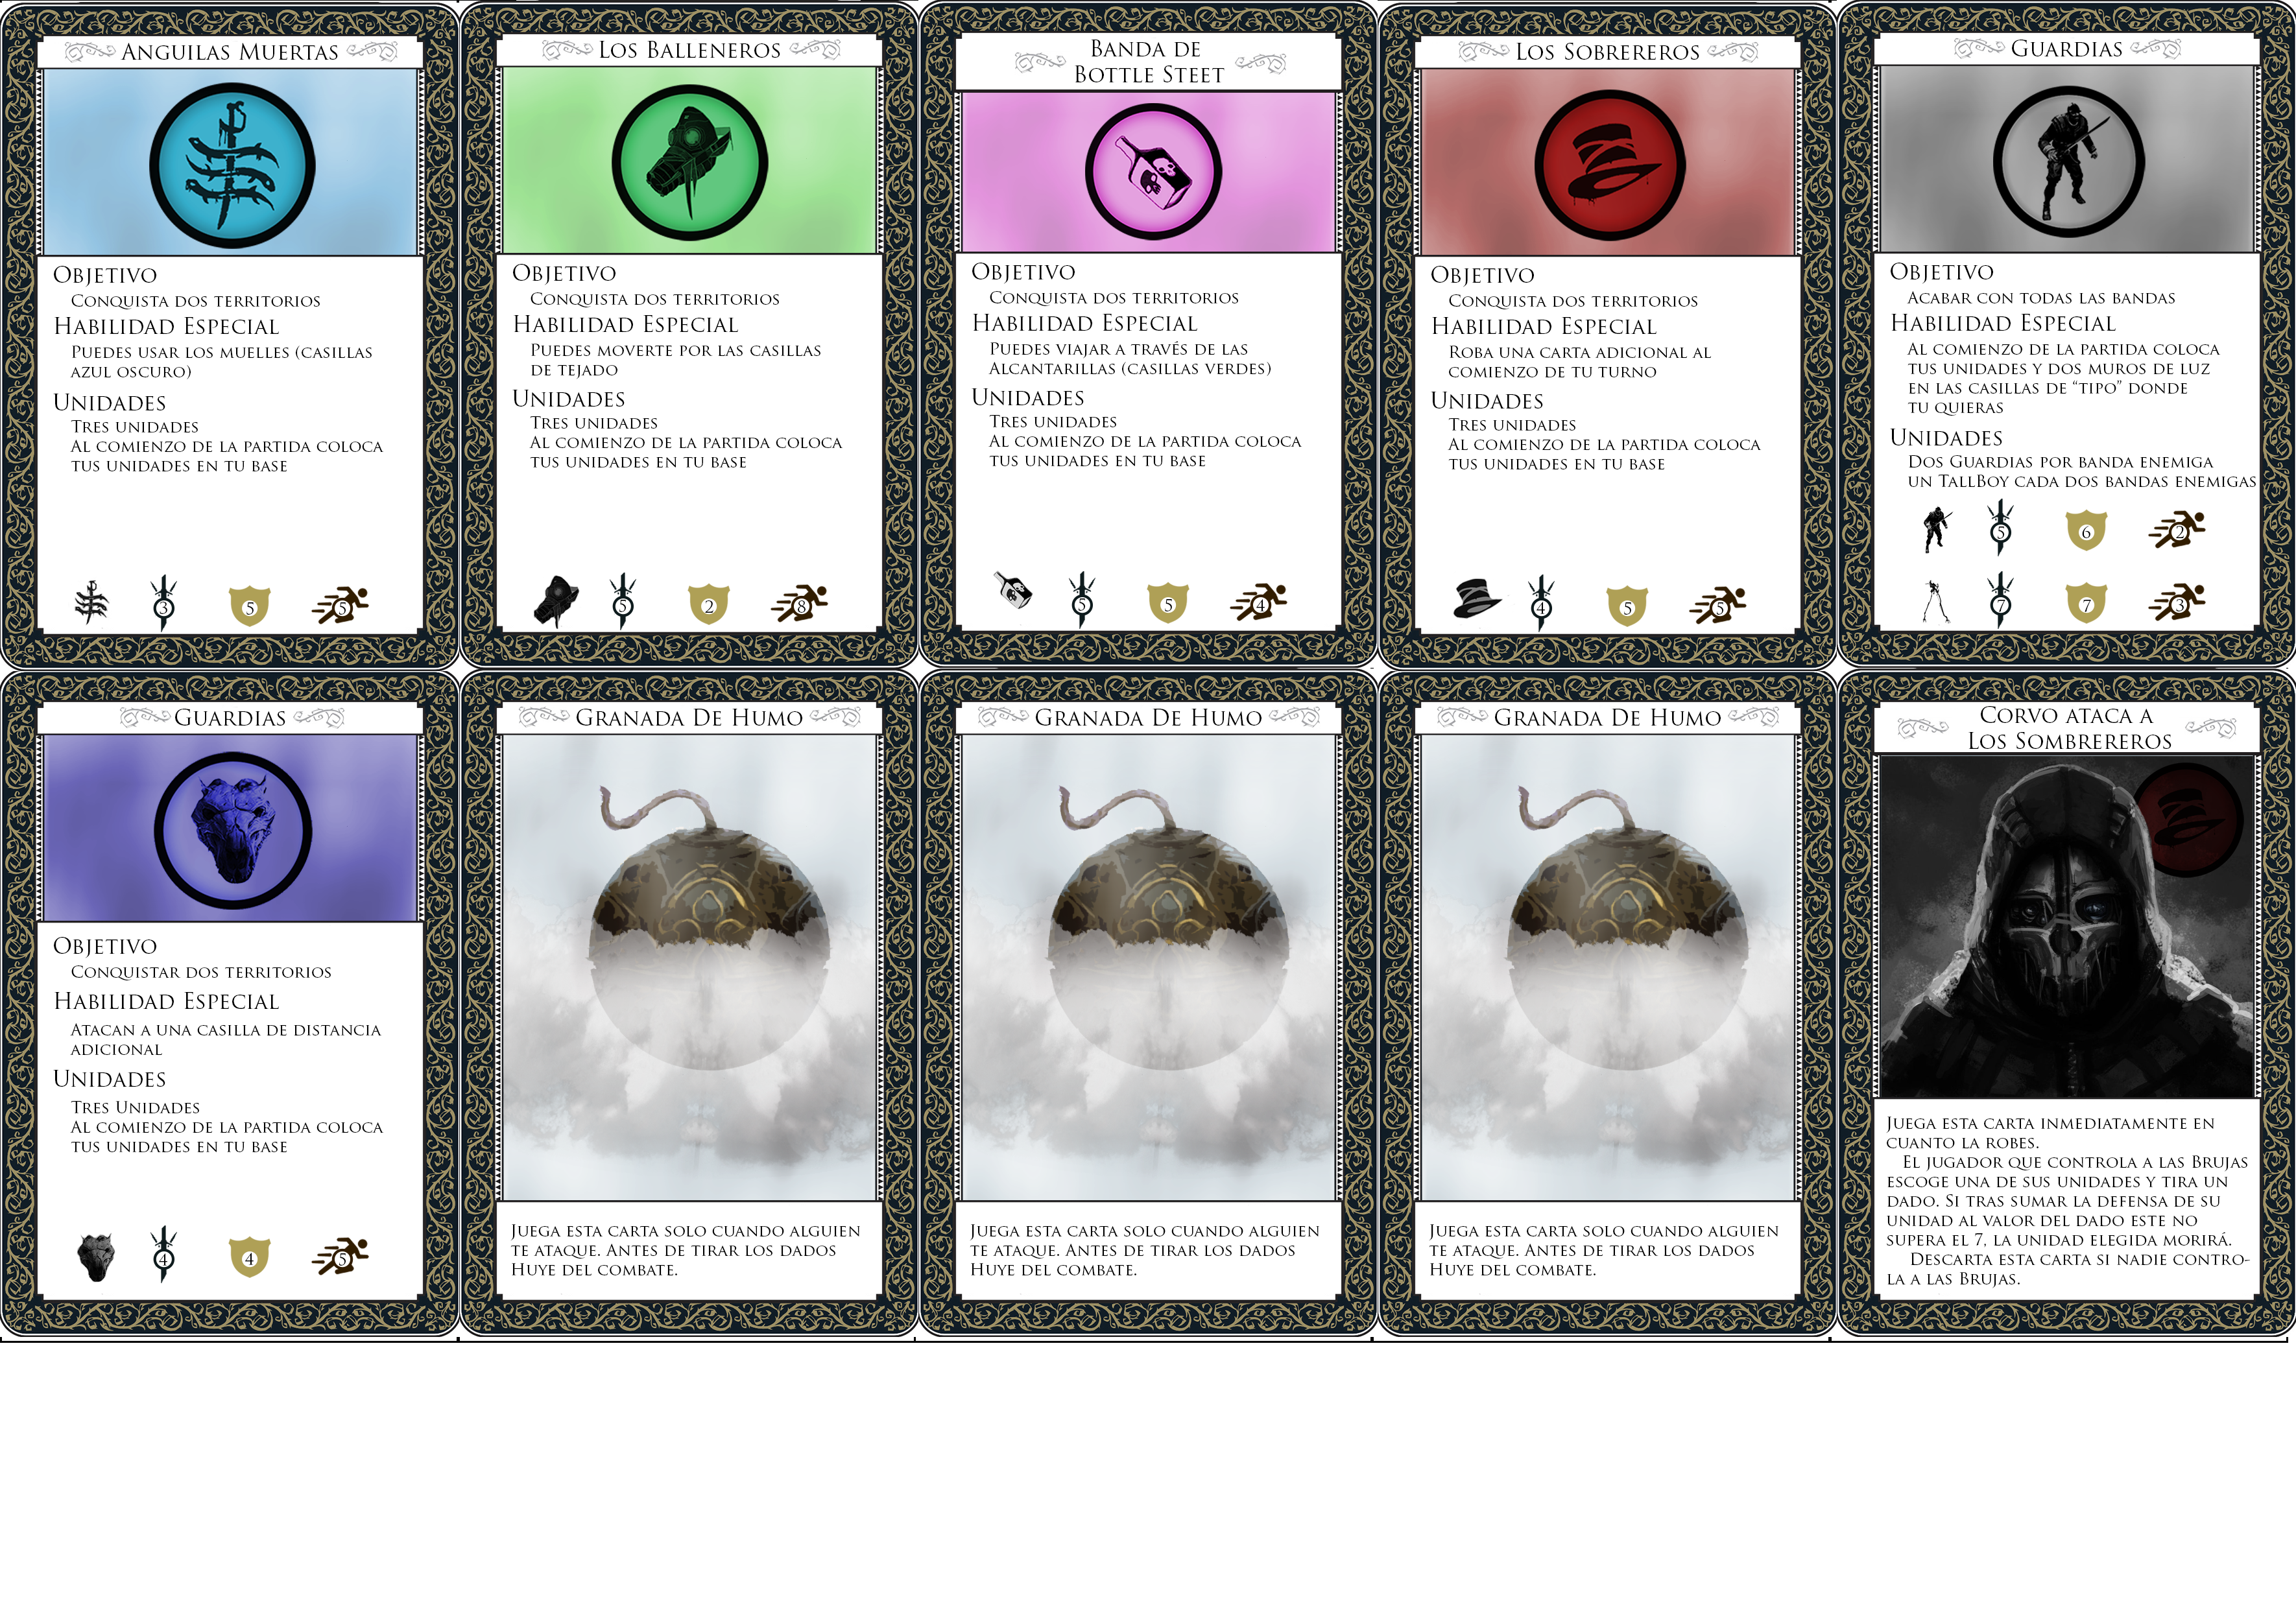 Anguilas Muertas
Objetivo
Conquista dos territorios
Habilidad Especial
Puedes usar los muelles (casillas
azul oscuro)
Unidades
Tres unidades
Al comienzo de la partida coloca
tus unidades en tu base
3 5 5
Los Balleneros
Objetivo
Conquista dos territorios
Habilidad Especial
Puedes moverte por las casillas
de tejado
Unidades
Tres unidades
Al comienzo de la partida coloca
tus unidades en tu base
5 2 8
Banda de
Bottle Steet
Objetivo
Conquista dos territorios
Habilidad Especial
Puedes viajar a través de las
Alcantarillas (casillas verdes)
Unidades
Tres unidades
Al comienzo de la partida coloca
tus unidades en tu base
5 5 4
Los Sobrereros
Objetivo
Conquista dos territorios
Habilidad Especial
Roba una carta adicional al
comienzo de tu turno
Unidades
Tres unidades
Al comienzo de la partida coloca
tus unidades en tu base
4 5 5
Guardias
Objetivo
Acabar con todas las bandas
Habilidad Especial
Al comienzo de la partida coloca
tus unidades y dos muros de luz
en las casillas de “tipo” donde
tu quieras
Unidades
Dos Guardias por banda enemiga
un TallBoy cada dos bandas enemigas
5 6 2
7 7 3
Guardias
Objetivo
Conquistar dos territorios
Habilidad Especial
Atacan a una casilla de distancia
adicional
Unidades
Tres Unidades
Al comienzo de la partida coloca
tus unidades en tu base
4 4 5
Granada De Humo
Juega esta carta solo cuando alguien
te ataque. Antes de tirar los dados
Huye del combate.
Granada De Humo
Juega esta carta solo cuando alguien
te ataque. Antes de tirar los dados
Huye del combate.
Granada De Humo
Juega esta carta solo cuando alguien
te ataque. Antes de tirar los dados
Huye del combate.
Corvo ataca a
Los Sombrereros
Juega esta carta inmediatamente en
cuanto la robes.
El jugador que controla a las Brujas
escoge una de sus unidades y tira un
dado. Si tras sumar la defensa de su
unidad al valor del dado este no
supera el 7, la unidad elegida morirá.
Descarta esta carta si nadie contro-
la a las Brujas.